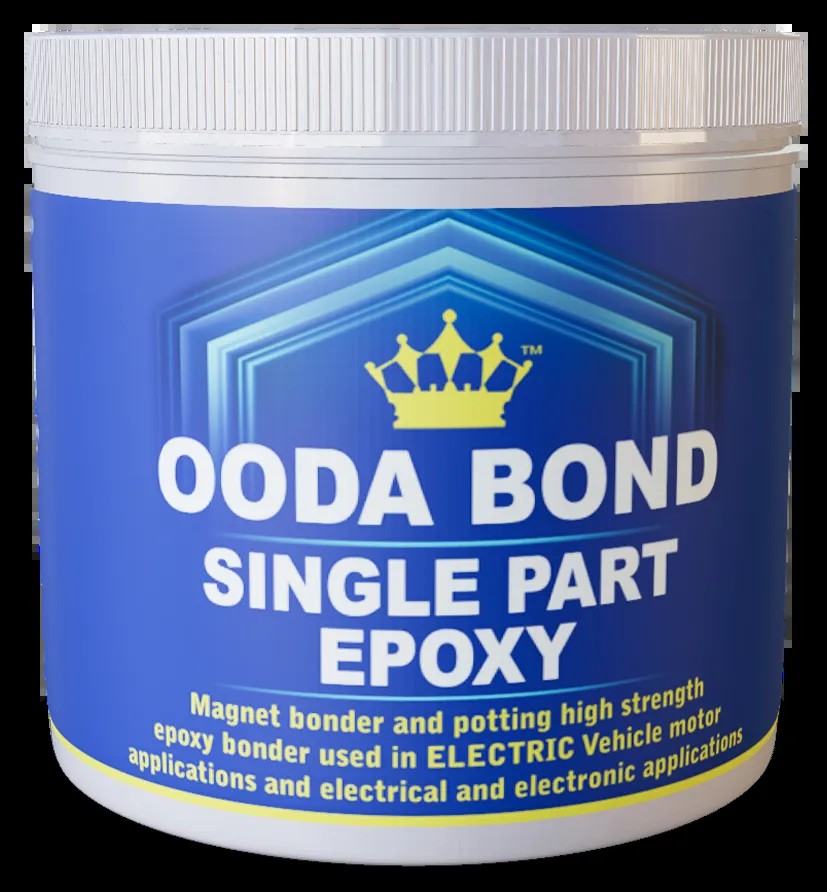 ™
OODA BOND
SINGLE PART
EPOXY
Magnet bonder and potting high strength
epoxy bonder used in ELECTRIC Vehicle motor
applications and electrical and electronic applications